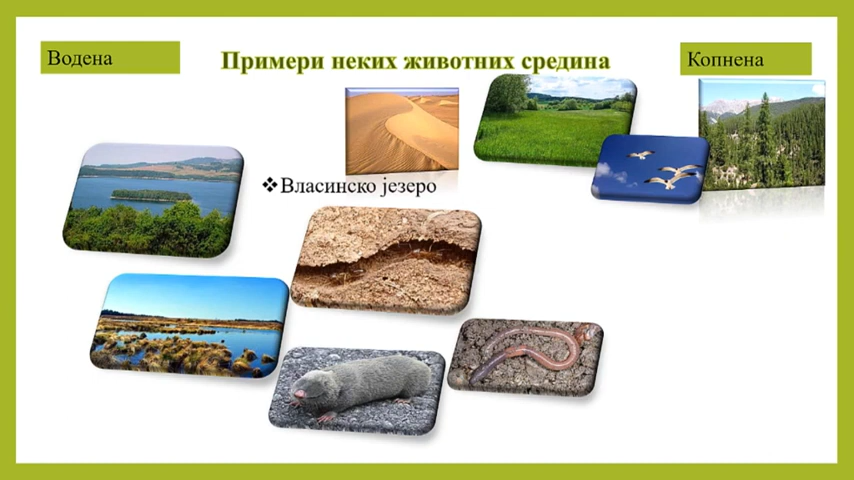 Водена
Примери неких животних средина
Копнена
❖Власинско језеро